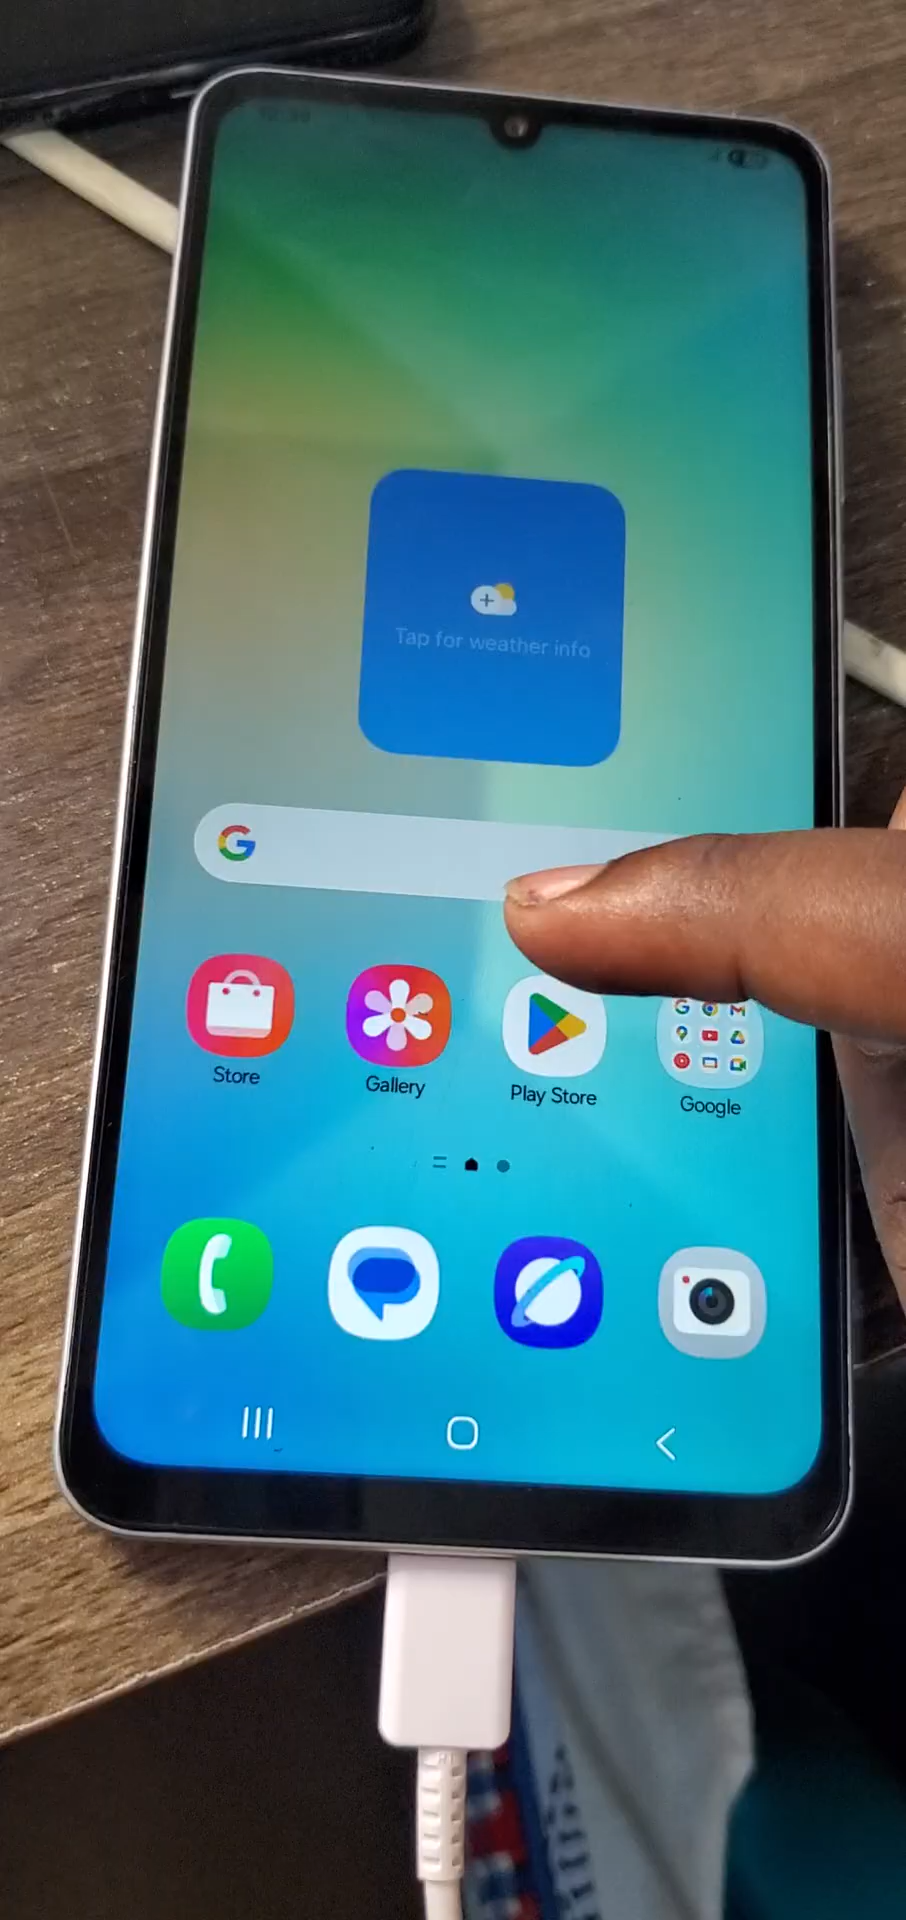 Tap for weather info
Store
Gallery
Play Store
Google